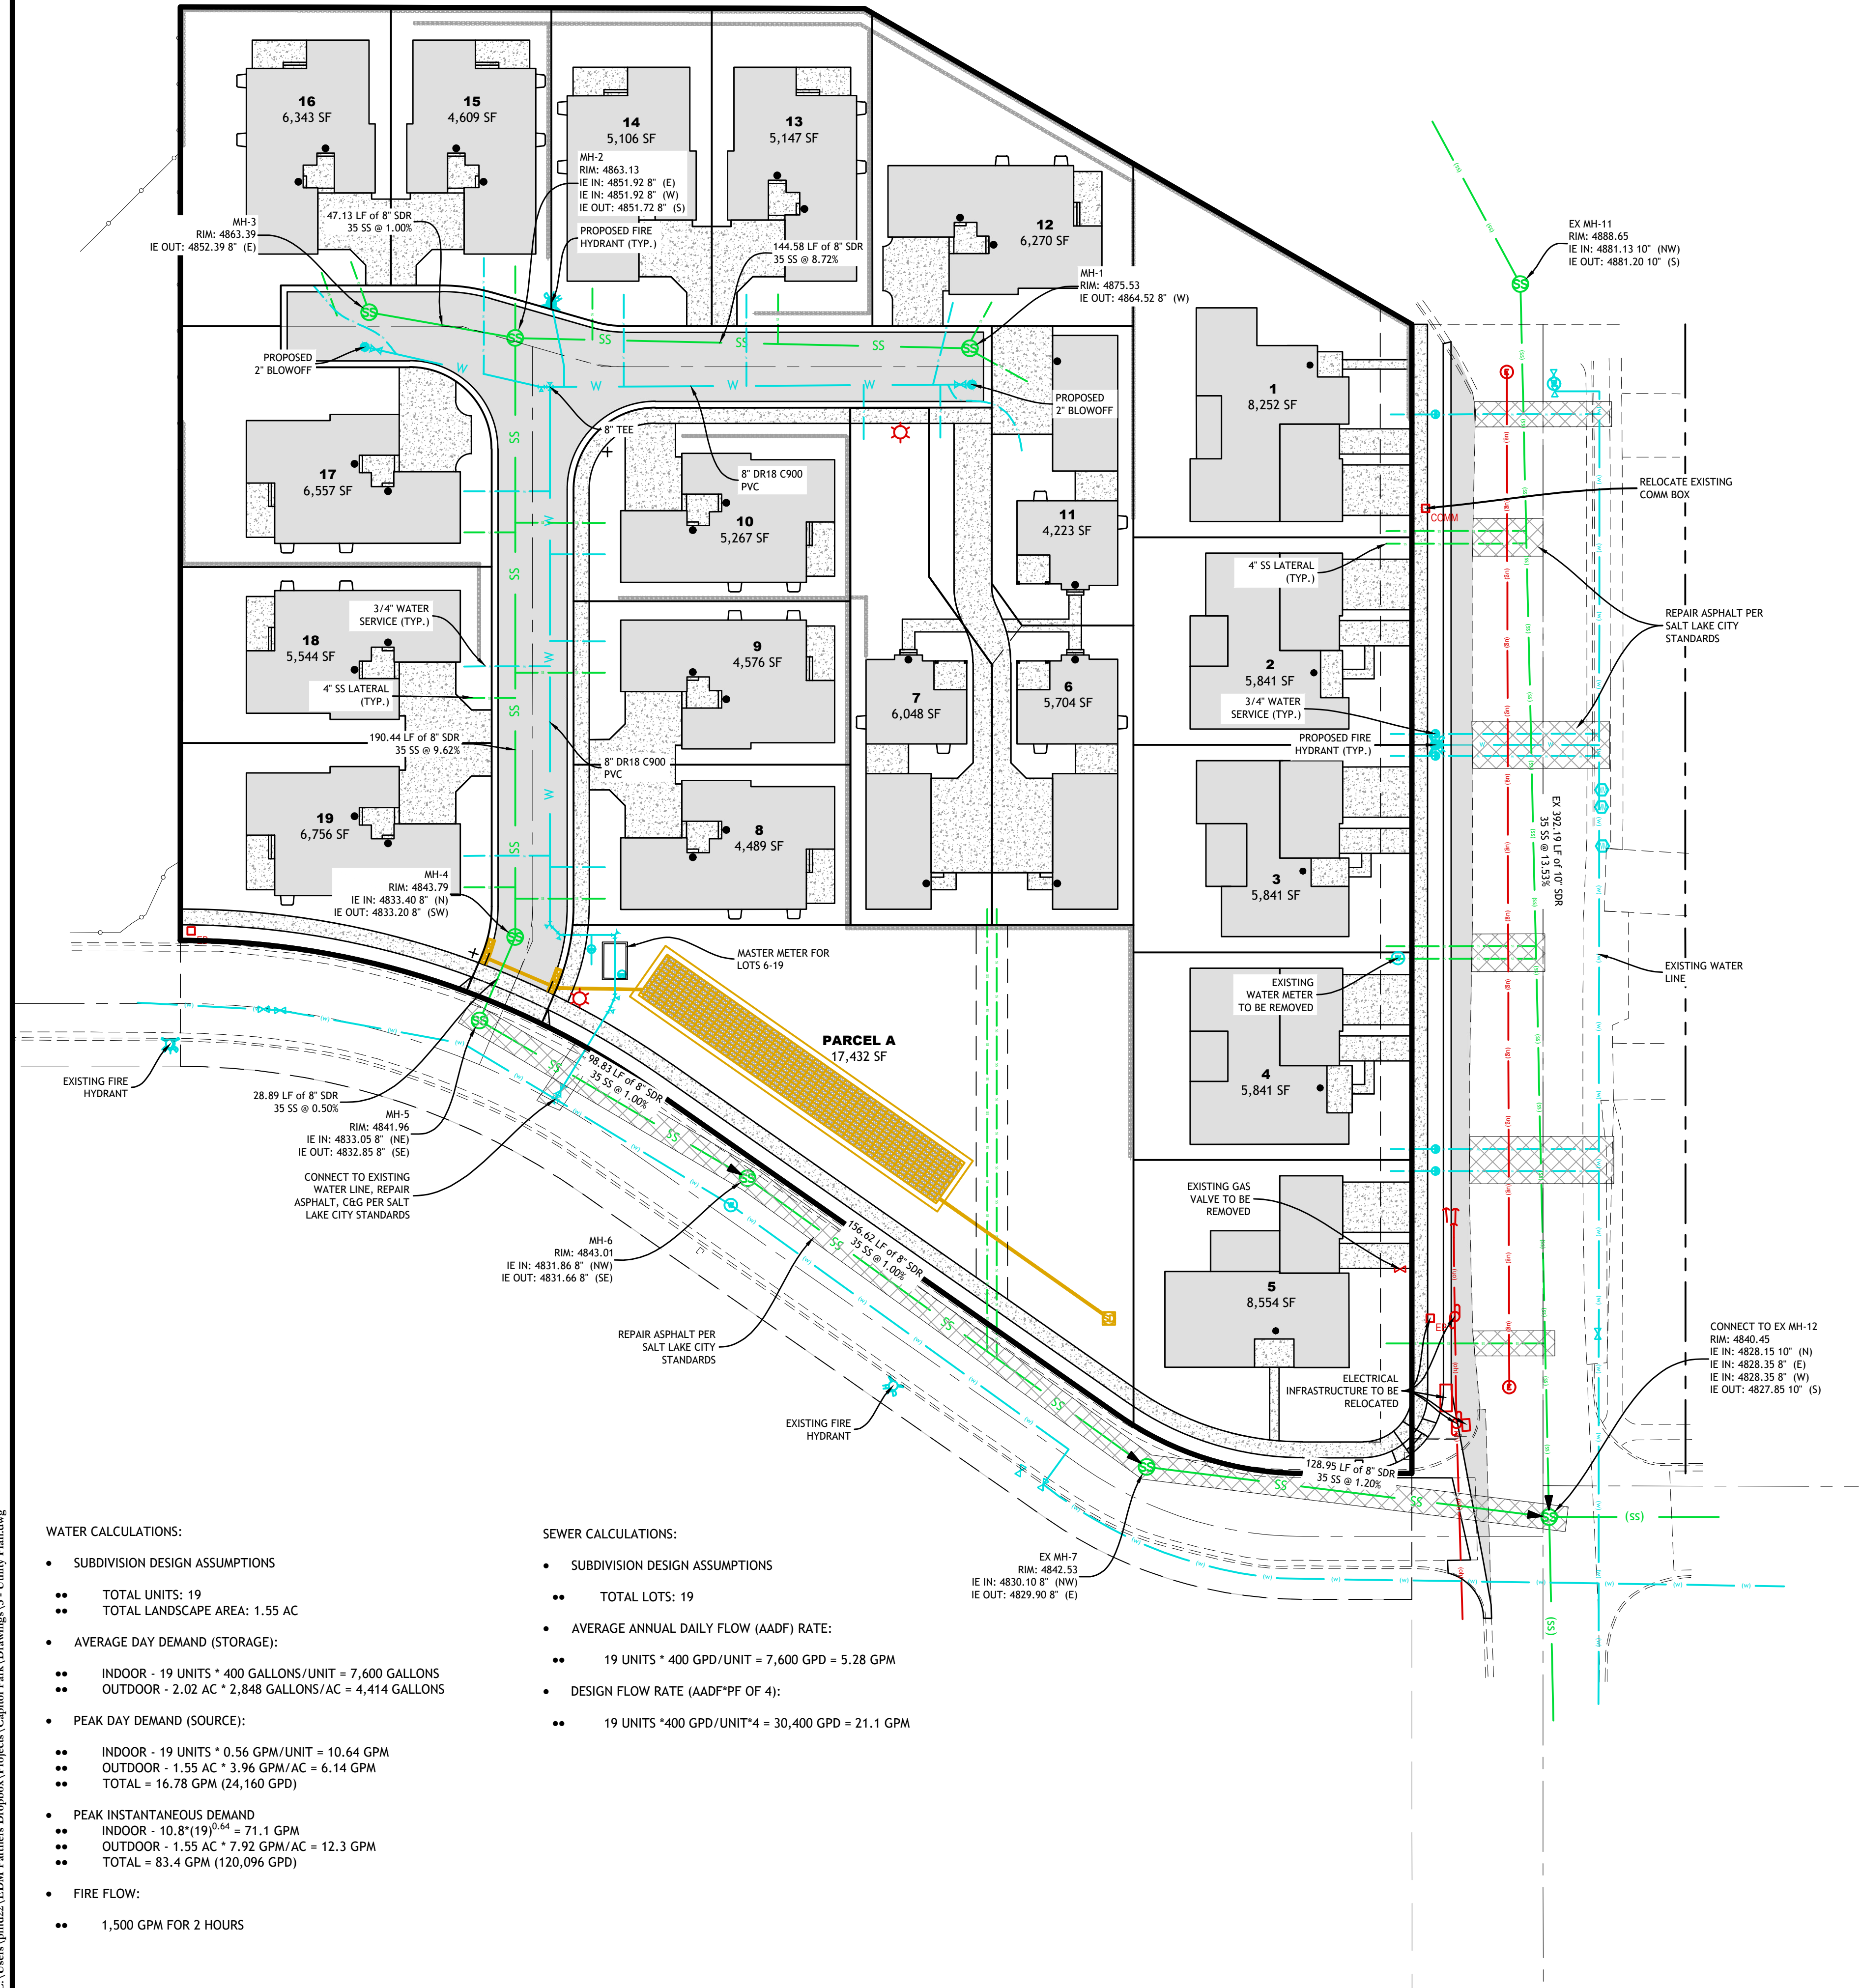 16
6,343 SF
15
4,609 SF
14
5,106 SF
13
5,147 SF
12
6,270 SF
MH-2
RIM: 4863.13
IE IN: 4851.92 8" (E)
IE IN: 4851.92 8" (W)
IE OUT: 4851.72 8" (S)
MH-3
RIM: 4863.39
IE OUT: 4852.39 8" (E)
47.13 LF of 8" SDR
35 SS @ 1.00%
PROPOSED FIRE
HYDRANT (TYP.)
144.58 LF of 8" SDR
35 SS @ 8.72%
MH-1
RIM: 4875.53
IE OUT: 4864.52 8" (W)
EX MH-11
RIM: 4888.65
IE IN: 4881.13 10" (NW)
IE OUT: 4881.20 10" (S)
PROPOSED
2" BLOWOFF
PROPOSED
2" BLOWOFF
8" TEE
8" DR18 C900
PVC
1
8,252 SF
17
6,557 SF
10
5,267 SF
11
4,223 SF
COMM
RELOCATE EXISTING
COMM BOX
4" SS LATERAL
(TYP.)
REPAIR ASPHALT PER
SALT LAKE CITY
STANDARDS
18
5,544 SF
3/4" WATER
SERVICE (TYP.)
4" SS LATERAL
(TYP.)
9
4,576 SF
7
6,048 SF
6
5,704 SF
2
5,841 SF
3/4" WATER
SERVICE (TYP.)
PROPOSED FIRE
HYDRANT (TYP.)
190.44 LF of 8" SDR
35 SS @ 9.62%
8" DR18 C900
PVC
EX 392.19 LF of 10" SDR
35 SS @ 13.53%
19
6,756 SF
8
4,489 SF
3
5,841 SF
MH-4
RIM: 4843.79
IE IN: 4833.40 8" (N)
IE OUT: 4833.20 8" (SW)
MASTER METER FOR
LOTS 6-19
EXISTING
WATER METER
TO BE REMOVED
EXISTING WATER
LINE
PARCEL A
17,432 SF
4
5,841 SF
EXISTING FIRE
HYDRANT
28.89 LF of 8" SDR
35 SS @ 0.50%
98.83 LF of 8" SDR
35 SS @ 1.00%
MH-5
RIM: 4841.96
IE IN: 4833.05 8" (NE)
IE OUT: 4832.85 8" (SE)
CONNECT TO EXISTING
WATER LINE, REPAIR
ASPHALT, C&G PER SALT
LAKE CITY STANDARDS
EXISTING GAS
VALVE TO BE
REMOVED
MH-6
RIM: 4843.01
IE IN: 4831.86 8" (NW)
IE OUT: 4831.66 8" (SE)
156.62 LF of 8" SDR
35 SS @ 1.00%
5
8,554 SF
REPAIR ASPHALT PER
SALT LAKE CITY
STANDARDS
SD
CONNECT TO EX MH-12
RIM: 4840.45
IE IN: 4828.15 10" (N)
IE IN: 4828.35 8" (E)
IE IN: 4828.35 8" (W)
IE OUT: 4827.85 10" (S)
ELECTRICAL
INFRASTRUCTURE TO BE
RELOCATED
EXISTING FIRE
HYDRANT
128.95 LF of 8" SDR
35 SS @ 1.20%
EX MH-7
RIM: 4842.53
IE IN: 4830.10 8" (NW)
IE OUT: 4829.90 8" (E)
(SS)
(SS)
WATER CALCULATIONS:
• SUBDIVISION DESIGN ASSUMPTIONS
•• TOTAL UNITS: 19
•• TOTAL LANDSCAPE AREA: 1.55 AC
• AVERAGE DAY DEMAND (STORAGE):
•• INDOOR - 19 UNITS * 400 GALLONS/UNIT = 7,600 GALLONS
•• OUTDOOR - 2.02 AC * 2,848 GALLONS/AC = 4,414 GALLONS
• PEAK DAY DEMAND (SOURCE):
•• INDOOR - 19 UNITS * 0.56 GPM/UNIT = 10.64 GPM
•• OUTDOOR - 1.55 AC * 3.96 GPM/AC = 6.14 GPM
•• TOTAL = 16.78 GPM (24,160 GPD)
• PEAK INSTANTANEOUS DEMAND
•• INDOOR - 10.8*(19)^0.64 = 71.1 GPM
•• OUTDOOR - 1.55 AC * 7.92 GPM/AC = 12.3 GPM
•• TOTAL = 83.4 GPM (120,096 GPD)
• FIRE FLOW:
•• 1,500 GPM FOR 2 HOURS
SEWER CALCULATIONS:
• SUBDIVISION DESIGN ASSUMPTIONS
•• TOTAL LOTS: 19
• AVERAGE ANNUAL DAILY FLOW (AADF) RATE:
•• 19 UNITS * 400 GPD/UNIT = 7,600 GPD = 5.28 GPM
• DESIGN FLOW RATE (AADF*PF OF 4):
•• 19 UNITS *400 GPD/UNIT*4 = 30,400 GPD = 21.1 GPM